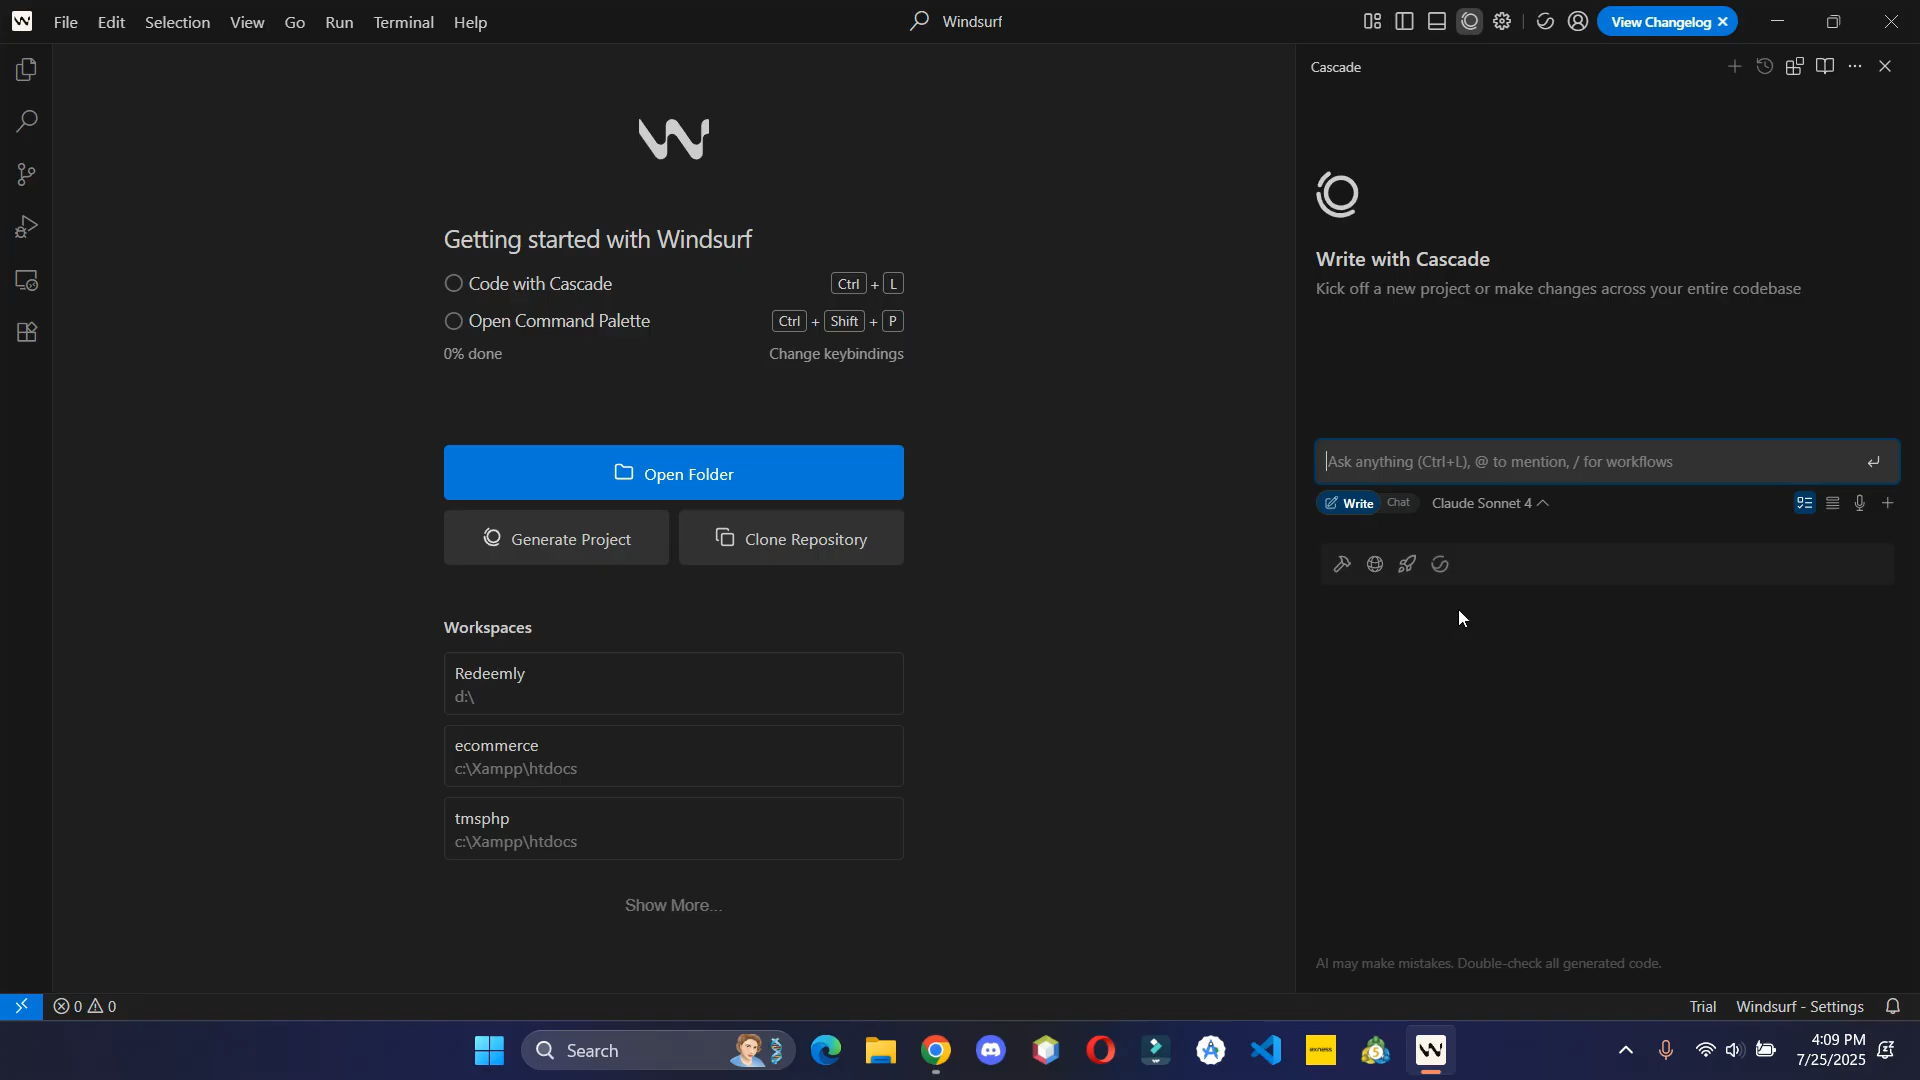 File Edit Selection View Go Run Terminal Help
Windsurf
View Changelog
Cascade
Getting started with Windsurf
Code with Cascade Ctrl + L
Open Command Palette Ctrl + Shift + P
0% done Change keybindings
Open Folder
Generate Project Clone Repository
Workspaces
Redeemly
d:\
ecommerce
c:\Xampp\htdocs
tmsphp
c:\Xampp\htdocs
Show More...
Write with Cascade
Kick off a new project or make changes across your entire codebase
Ask anything (Ctrl+L), @ to mention, / for workflows
Write Chat Claude Sonnet 4
AI may make mistakes. Double-check all generated code.
0 0
Trial Windsurf - Settings
Search
exness
5
4:09 PM
7/25/2025